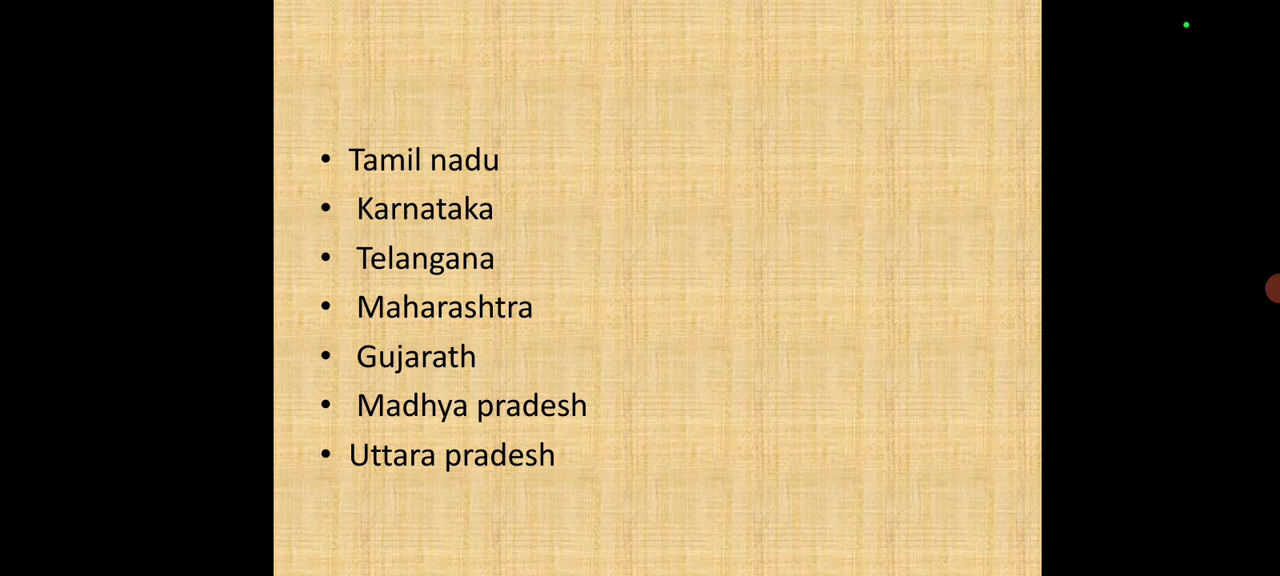 • Tamil nadu
• Karnataka
• Telangana
• Maharashtra
• Gujarath
• Madhya pradesh
• Uttara pradesh